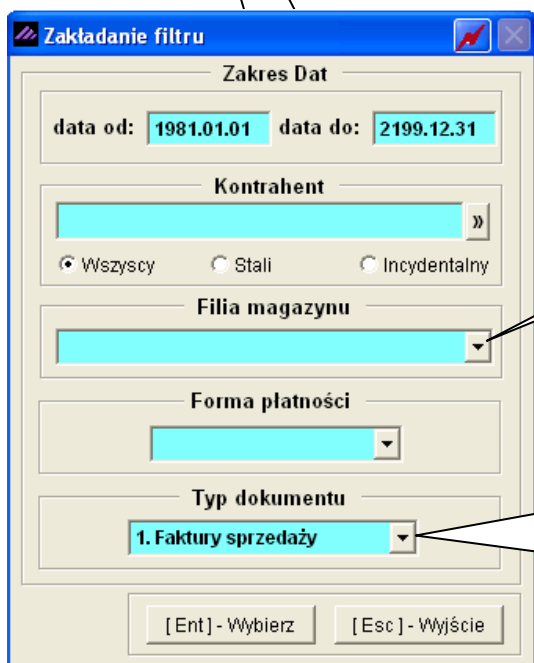 Zakładanie filtru
Zakres Dat
data od: 1981.01.01 data do: 2199.12.31
Kontrahent
»
Wszyscy Stali Incydentalny
Filia magazynu
Forma płatności
Typ dokumentu
1. Faktury sprzedaży
[ Ent ] - Wybierz [ Esc ] - Wyjście